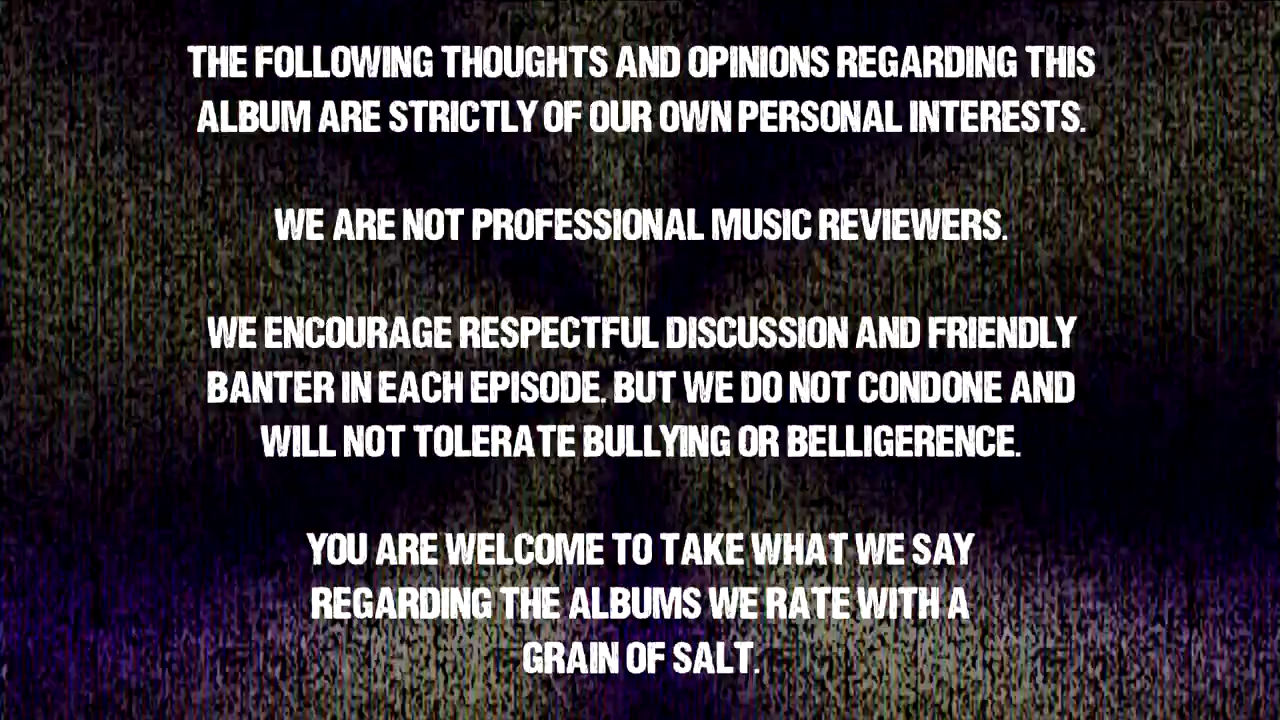 THE FOLLOWING THOUGHTS AND OPINIONS REGARDING THIS
ALBUM ARE STRICTLY OF OUR OWN PERSONAL INTERESTS.
WE ARE NOT PROFESSIONAL MUSIC REVIEWERS.
WE ENCOURAGE RESPECTFUL DISCUSSION AND FRIENDLY
BANTER IN EACH EPISODE. BUT WE DO NOT CONDONE AND
WILL NOT TOLERATE BULLYING OR BELLIGERENCE.
YOU ARE WELCOME TO TAKE WHAT WE SAY
REGARDING THE ALBUMS WE RATE WITH A
GRAIN OF SALT.